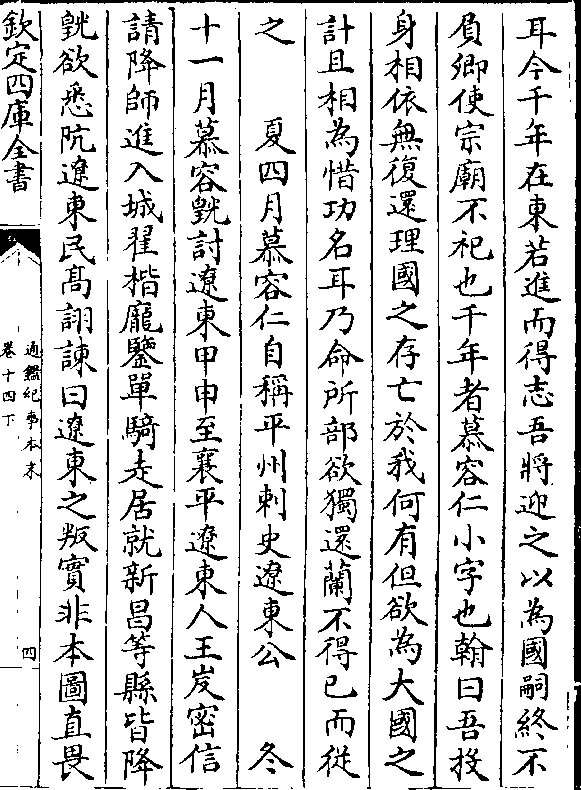 耳今千年在東若進而得志吾將迎之以為國嗣終不
負卿使宗廟不祀也千年者慕容仁小字也翰曰吾投
身相依無復還理國之存亡於我何有但欲為大國之
計且相為惜功名耳乃命所部欲獨還蘭不得已而從
之　夏四月慕容仁自稱平州刺史遼東公　冬
十一月慕容皝討遼東甲申至襄平遼東人王岌密信
請降師進入城翟楷龐鑒單騎走居就新昌等縣皆降
皝欲悉阬遼東民髙詡諫曰遼東之叛實非本圖直畏
欽定四庫全書
通鑑紀事本末
卷十四下
四